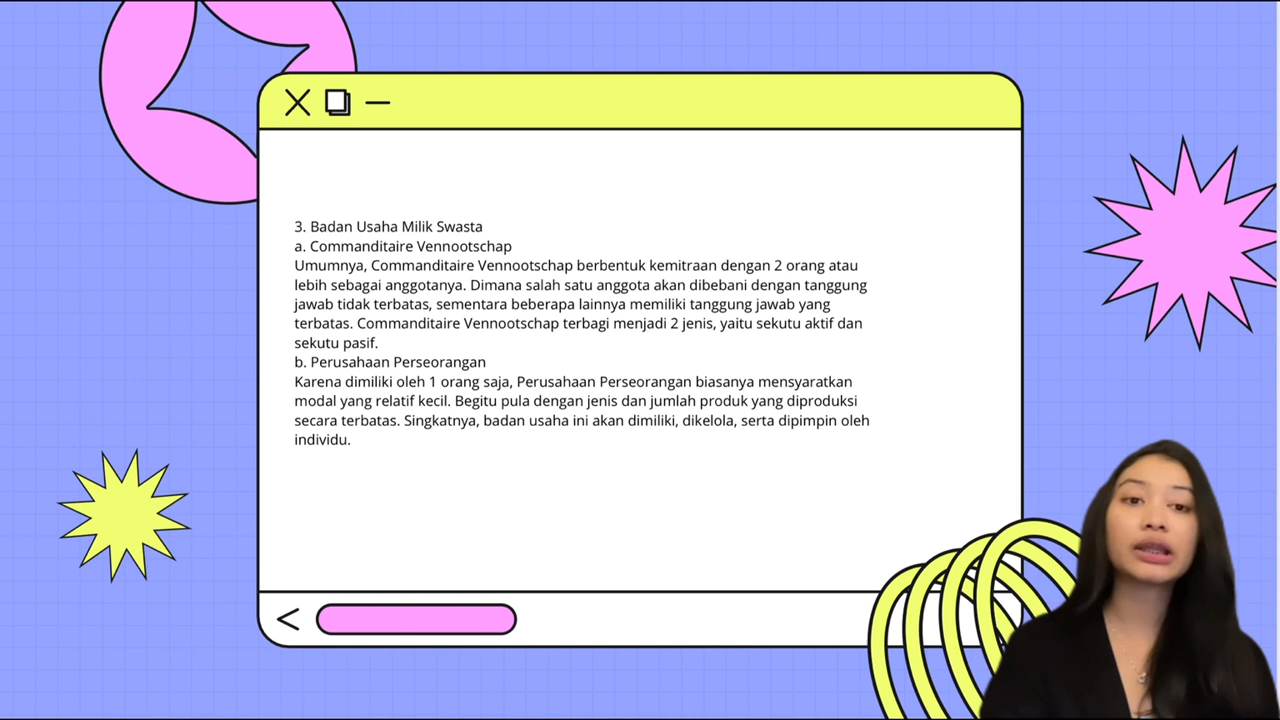 3. Badan Usaha Milik Swasta
a. Commanditaire Vennootschap
Umumnya, Commanditaire Vennootschap berbentuk kemitraan dengan 2 orang atau
lebih sebagai anggotanya. Dimana salah satu anggota akan dibebani dengan tanggung
jawab tidak terbatas, sementara beberapa lainnya memiliki tanggung jawab yang
terbatas. Commanditaire Vennootschap terbagi menjadi 2 jenis, yaitu sekutu aktif dan
sekutu pasif.
b. Perusahaan Perseorangan
Karena dimiliki oleh 1 orang saja, Perusahaan Perseorangan biasanya mensyaratkan
modal yang relatif kecil. Begitu pula dengan jenis dan jumlah produk yang diproduksi
secara terbatas. Singkatnya, badan usaha ini akan dimiliki, dikelola, serta dipimpin oleh
individu.